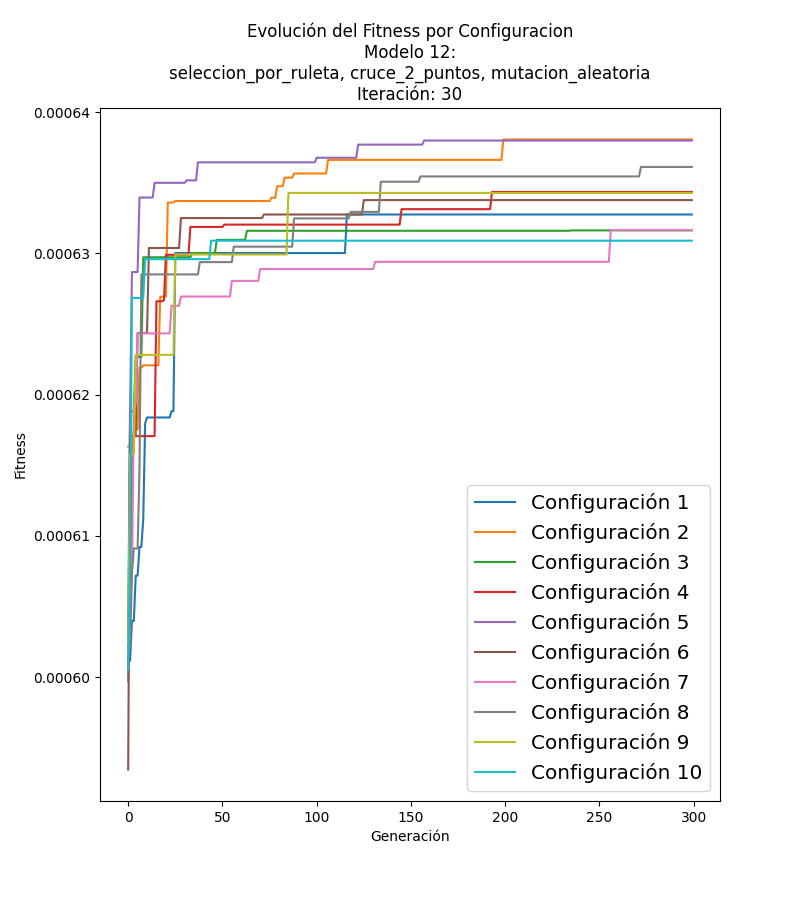 Evolución del Fitness por Configuracion
Modelo 12:
seleccion_por_ruleta, cruce_2_puntos, mutacion_aleatoria
Iteración: 30
0.00064
0.00063
0.00062
0.00061
0.00060
Fitness
0
50
100
150
200
250
300
Generación
Configuración 1
Configuración 2
Configuración 3
Configuración 4
Configuración 5
Configuración 6
Configuración 7
Configuración 8
Configuración 9
Configuración 10